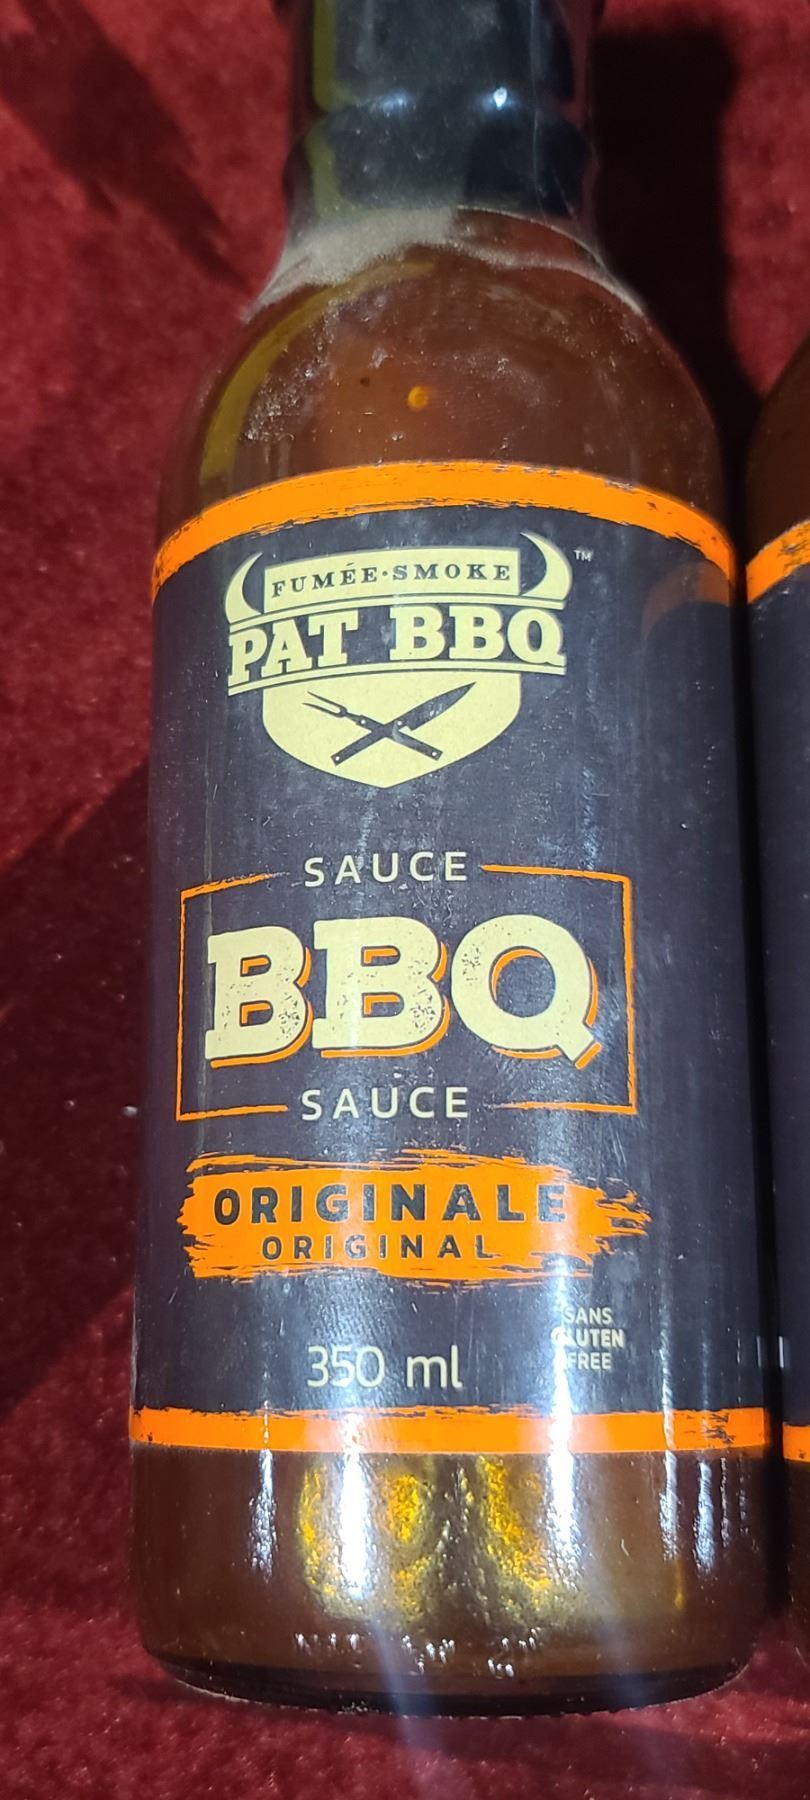 FUMÉE·SMOKE
PAT BBQ
™
SAUCE
BBQ
SAUCE
ORIGINALE
ORIGINAL
350 ml
SANS
GLUTEN
FREE